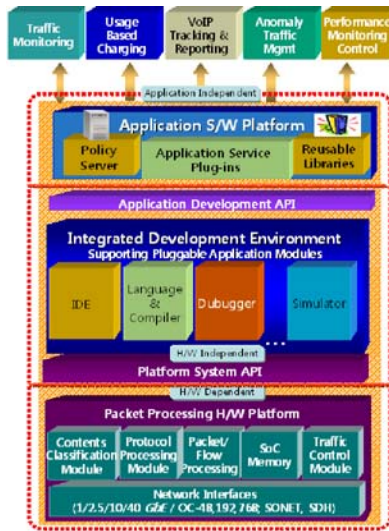 Traffic
Monitoring
Usage
Based
Charging
VoIP
Tracking &
Reporting
Anomaly
Traffic
Mgmt
Performance
Monitoring
Control
Application Independent
Application S/W Platform
Policy
Server
Application Service
Plug-ins
Reusable
Libraries
Application Development API
Integrated Development Environment
Supporting Pluggable Application Modules
IDE
Language
&
Compiler
Dubugger
...
Simulator
H/W Independent
Platform System API
H/W Dependent
Packet Processing H/W Platform
Contents
Classification
Module
Protocol
Processing
Module
Packet/
Flow
Processing
SoC
Memory
Traffic
Control
Module
Network Interfaces
(1/2.5/10/40 GbE / OC-48,192,768; SONET, SDH)